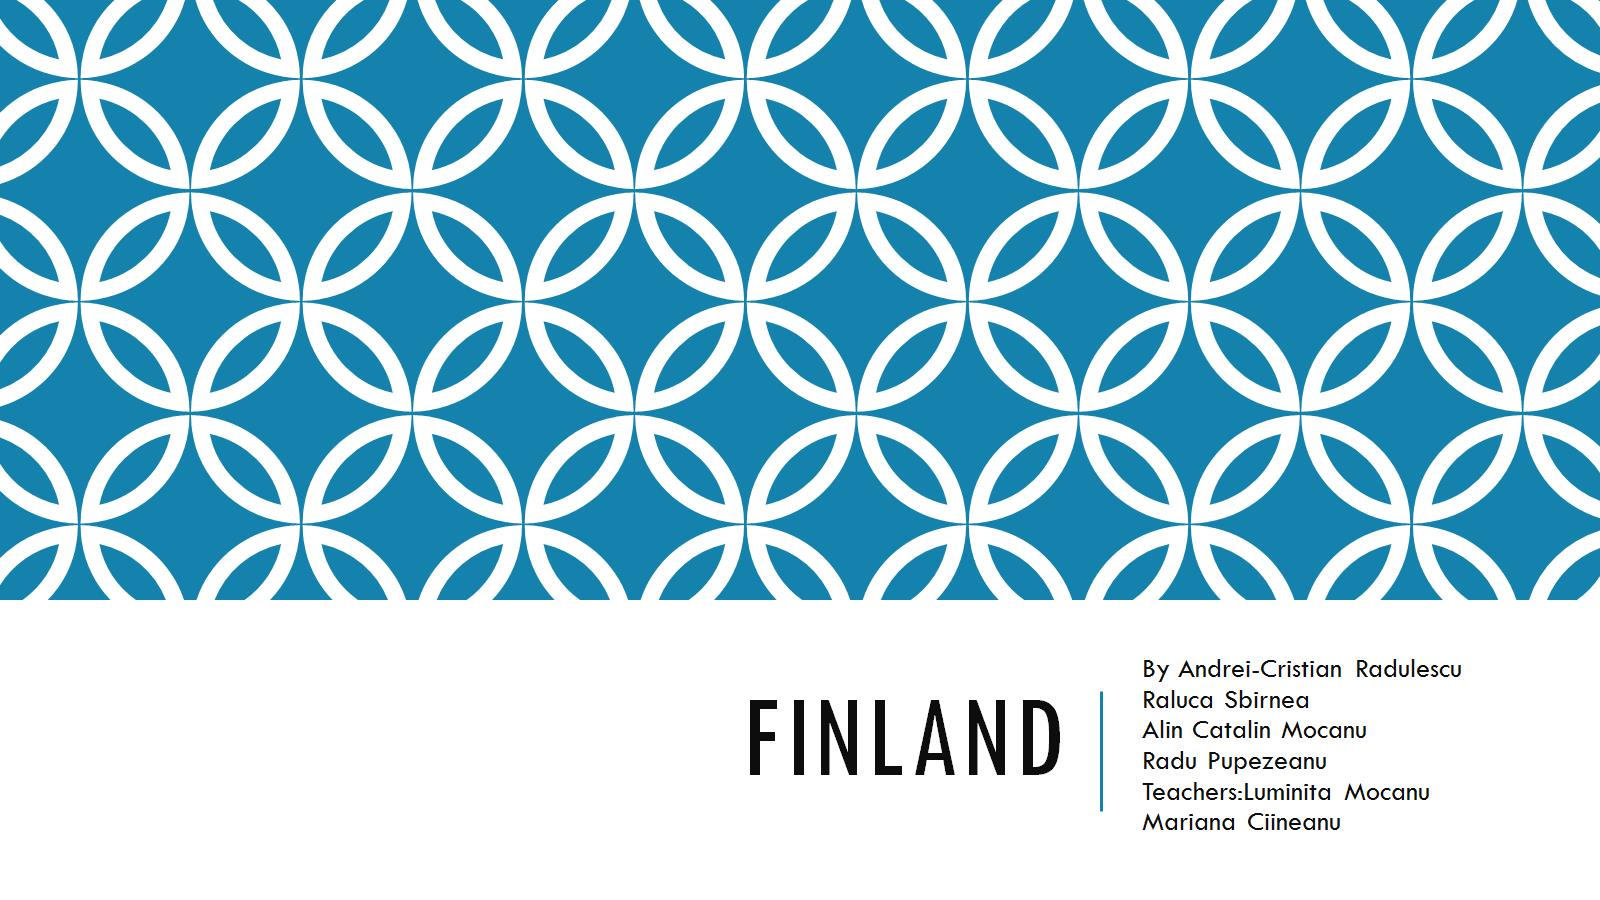 FINLAND
By Andrei-Cristian Radulescu
Raluca Sbirnea
Alin Catalin Mocanu
Radu Pupezeanu
Teachers:Luminita Mocanu
Mariana Ciineanu